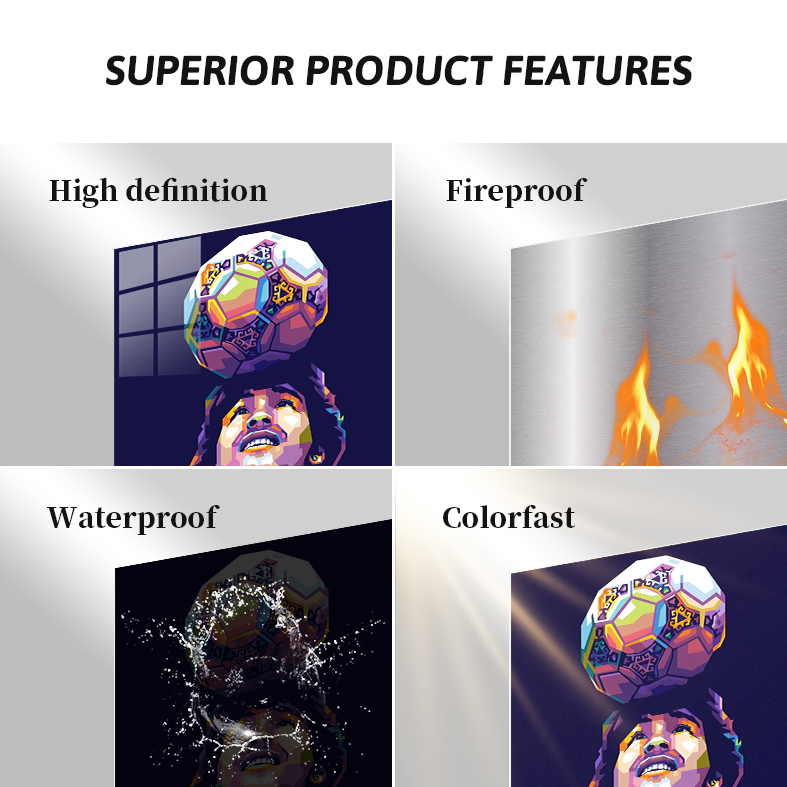 SUPERIOR PRODUCT FEATURES
High definition
Fireproof
Waterproof
Colorfast